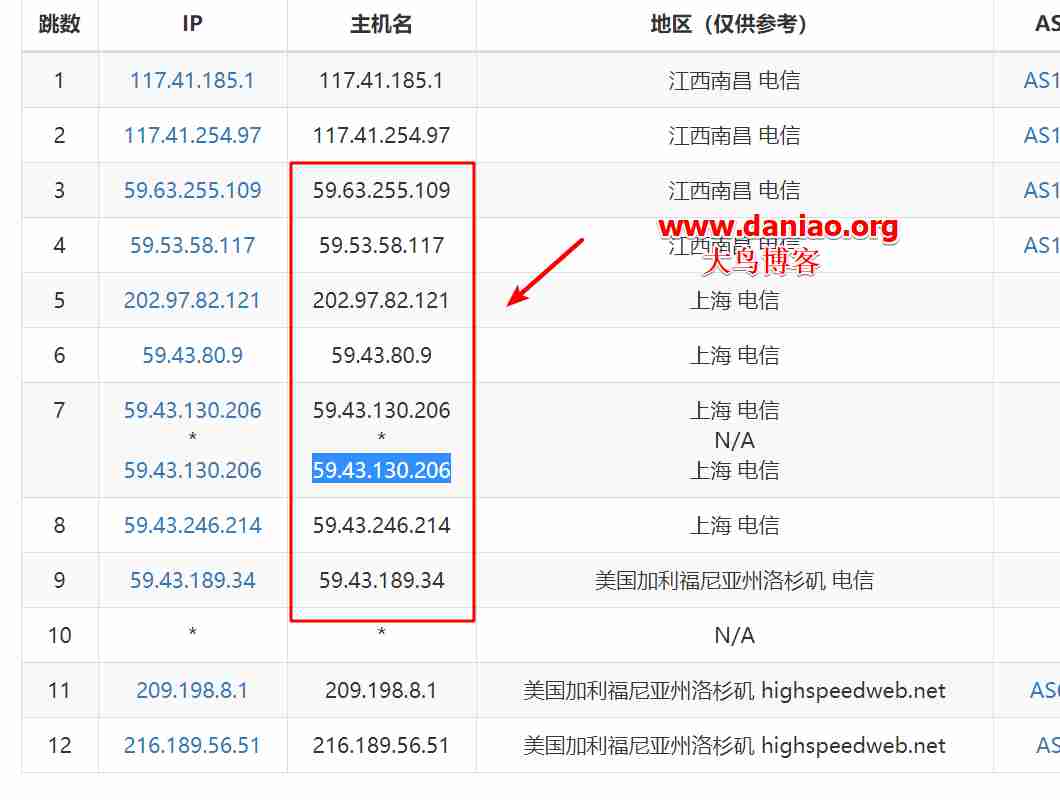 跳数 IP 主机名 地区（仅供参考） AS
1 117.41.185.1 117.41.185.1 江西南昌 电信 AS1
2 117.41.254.97 117.41.254.97 江西南昌 电信 AS1
3 59.63.255.109 59.63.255.109 江西南昌 电信 AS1
www.daniao.org
4 59.53.58.117 59.53.58.117 江西南昌 电信 AS1
大鸟博客
5 202.97.82.121 202.97.82.121 上海 电信
6 59.43.80.9 59.43.80.9 上海 电信
7 59.43.130.206 59.43.130.206 上海 电信
* * N/A
59.43.130.206 59.43.130.206 上海 电信
8 59.43.246.214 59.43.246.214 上海 电信
9 59.43.189.34 59.43.189.34 美国加利福尼亚州洛杉矶 电信
10 * * N/A
11 209.198.8.1 209.198.8.1 美国加利福尼亚州洛杉矶 highspeedweb.net AS
12 216.189.56.51 216.189.56.51 美国加利福尼亚州洛杉矶 highspeedweb.net AS